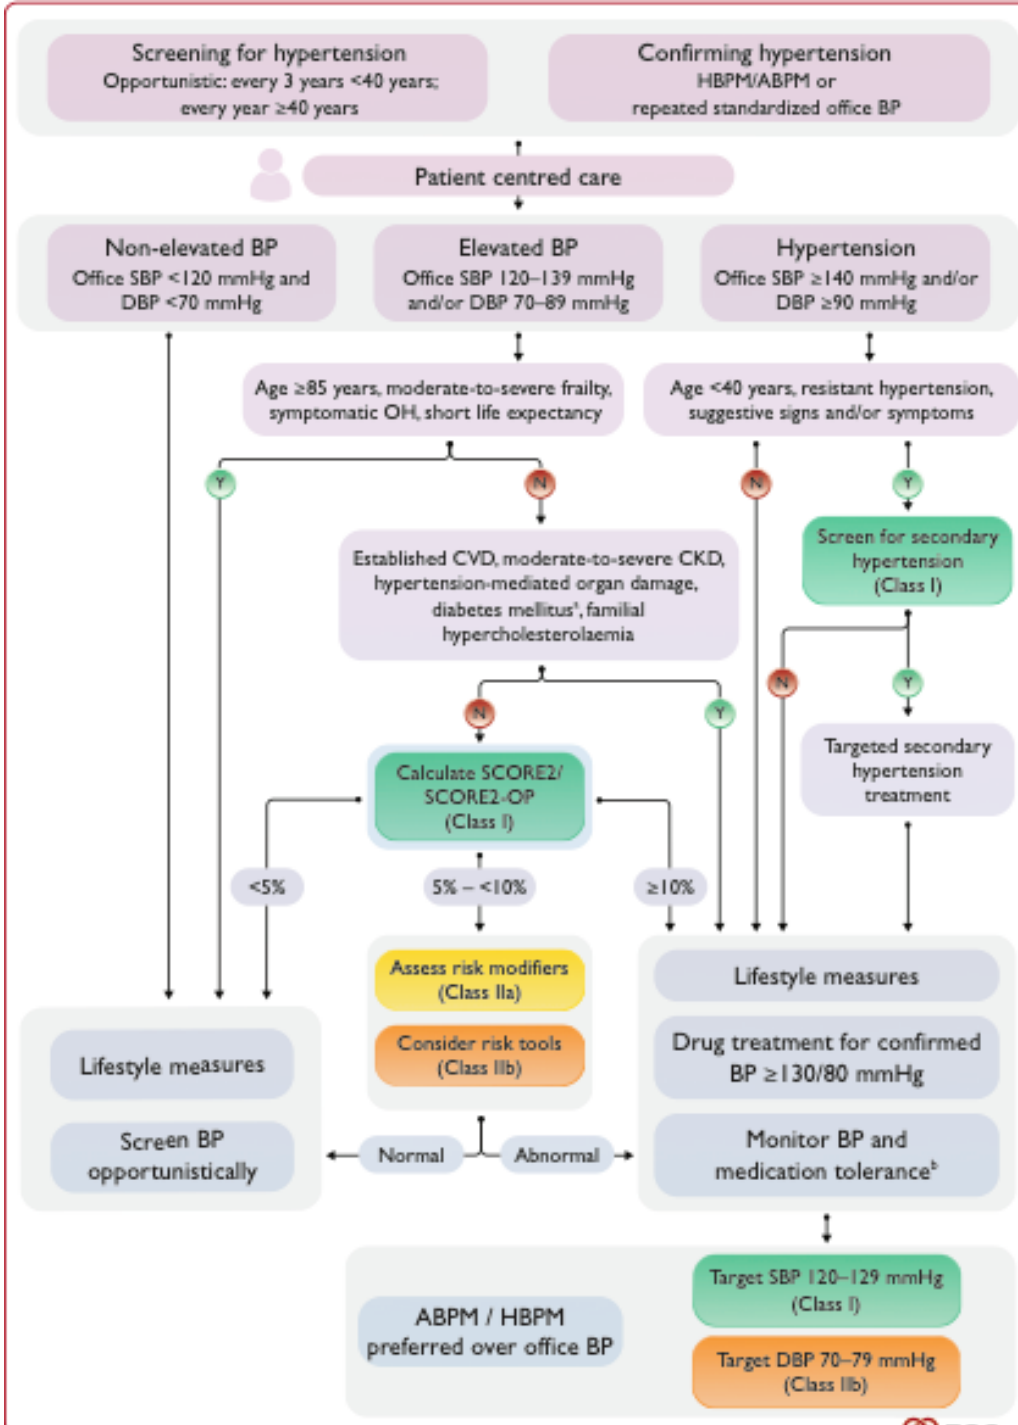 Screening for hypertension
Opportunistic: every 3 years <40 years;
every year ≥40 years
Confirming hypertension
HBPM/ABPM or
repeated standardized office BP
Patient centred care
Non-elevated BP
Office SBP <120 mmHg and
DBP <70 mmHg
Elevated BP
Office SBP 120–139 mmHg
and/or DBP 70–89 mmHg
Hypertension
Office SBP ≥140 mmHg and/or
DBP ≥90 mmHg
Age ≥85 years, moderate-to-severe frailty,
symptomatic OH, short life expectancy
Age <40 years, resistant hypertension,
suggestive signs and/or symptoms
Y
N
N
Y
Screen for secondary
hypertension
(Class I)
Established CVD, moderate-to-severe CKD,
hypertension-mediated organ damage,
diabetes mellitusᵃ, familial
hypercholesterolaemia
N
Y
N
Y
Calculate SCORE2/
SCORE2-OP
(Class I)
Targeted secondary
hypertension
treatment
<5%
5% – <10%
≥10%
Assess risk modifiers
(Class IIa)
Consider risk tools
(Class IIb)
Lifestyle measures
Drug treatment for confirmed
BP ≥130/80 mmHg
Monitor BP and
medication toleranceᵇ
Lifestyle measures
Screen BP
opportunistically
Normal
Abnormal
ABPM / HBPM
preferred over office BP
Target SBP 120–129 mmHg
(Class I)
Target DBP 70–79 mmHg
(Class IIb)